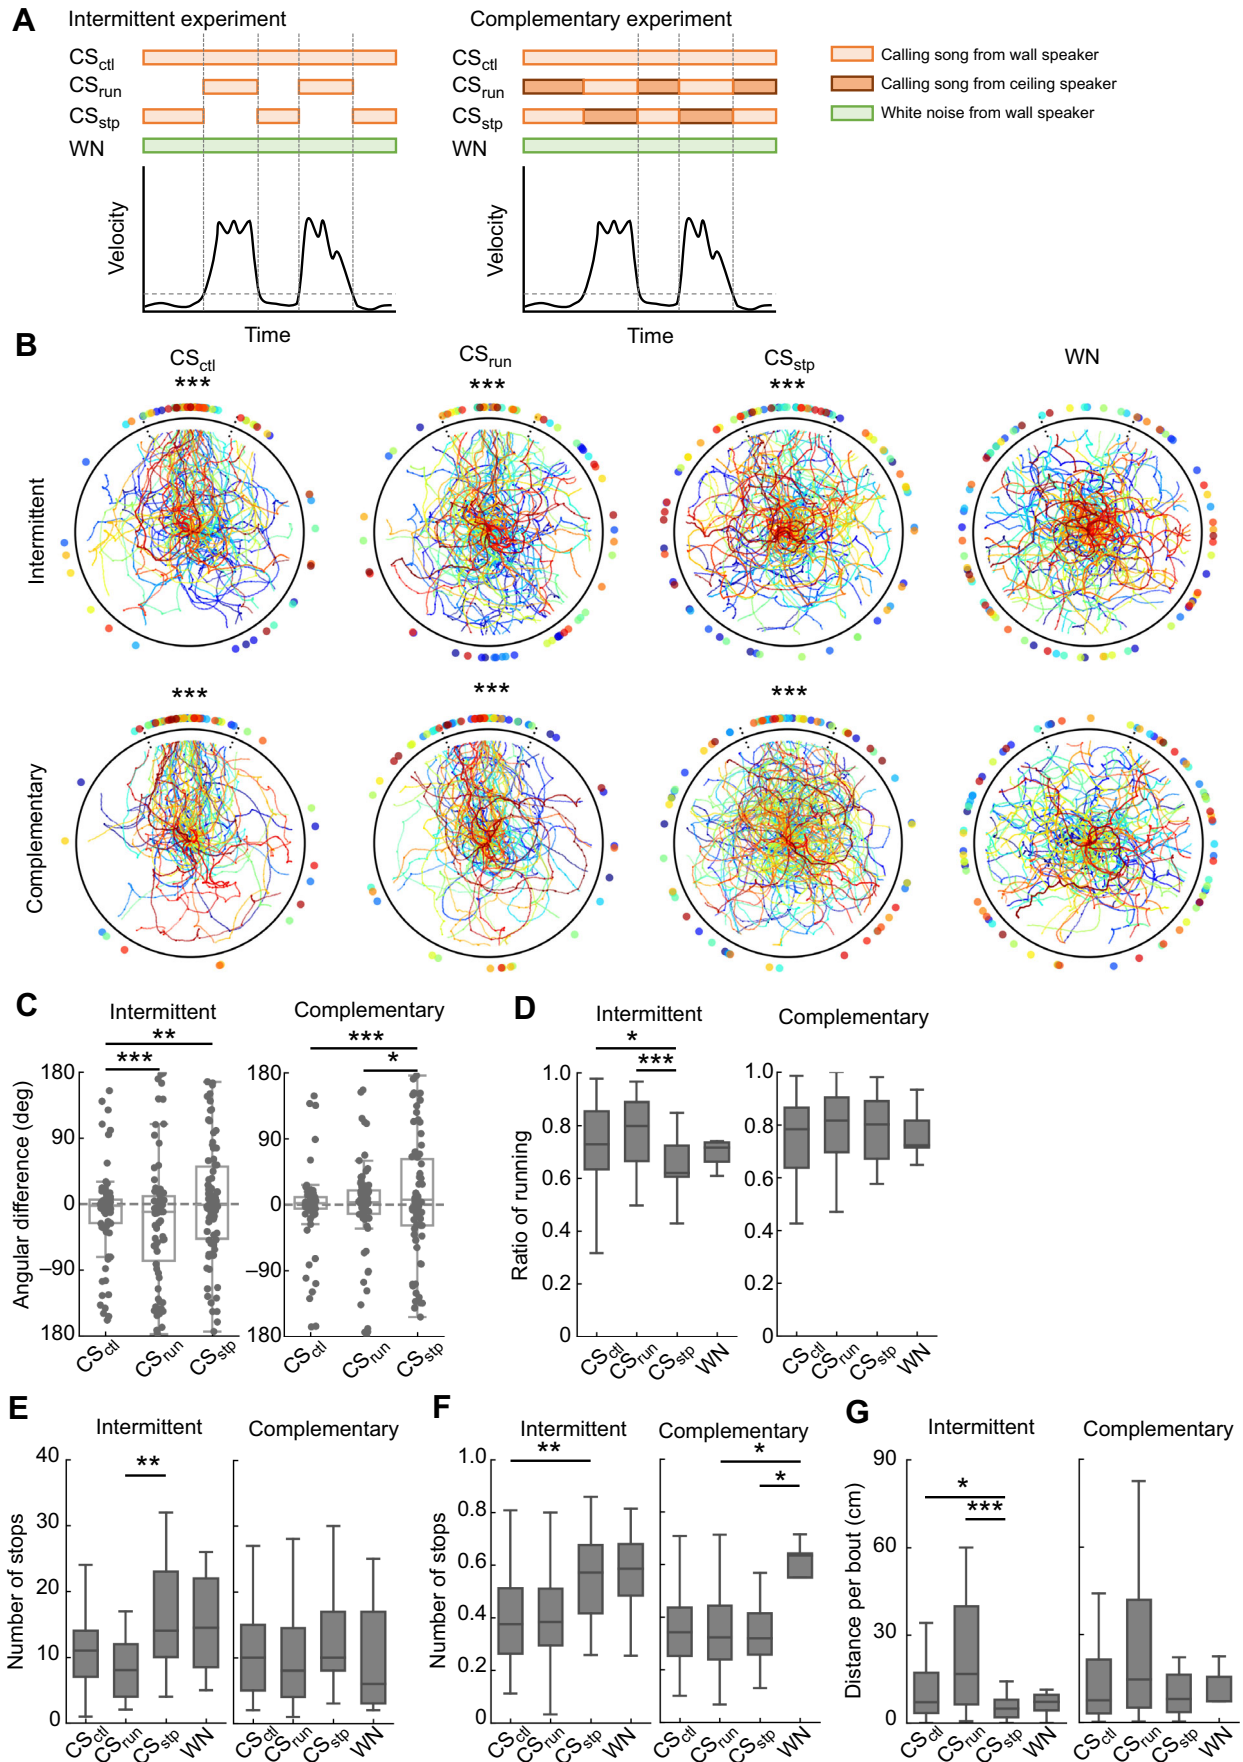 A
Intermittent experiment
CSctl
CSrun
CSstp
WN
Velocity
Time
Complementary experiment
CSctl
CSrun
CSstp
WN
Velocity
Time
Calling song from wall speaker
Calling song from ceiling speaker
White noise from wall speaker
B
CSctl
CSrun
CSstp
WN
*** *** ***
Intermittent
*** *** ***
Complementary
C
Intermittent
Complementary
**
***
***
*
Angular difference (deg)
180
90
0
–90
180
180
90
0
–90
180
CSctl CSrun CSstp
CSctl CSrun CSstp
D
Intermittent
Complementary
*
***
Ratio of running
1.0
0.8
0.6
0.4
0.2
0
1.0
0.8
0.6
0.4
0.2
0
CSctl CSrun CSstp WN
CSctl CSrun CSstp WN
E
Intermittent
Complementary
**
Number of stops
40
30
20
10
0
CSctl CSrun CSstp WN
CSctl CSrun CSstp WN
F
Intermittent
Complementary
**
*
*
Number of stops
1.0
0.8
0.6
0.4
0.2
0
CSctl CSrun CSstp WN
CSctl CSrun CSstp WN
G
Intermittent
Complementary
*
***
Distance per bout (cm)
90
60
30
0
CSctl CSrun CSstp WN
CSctl CSrun CSstp WN